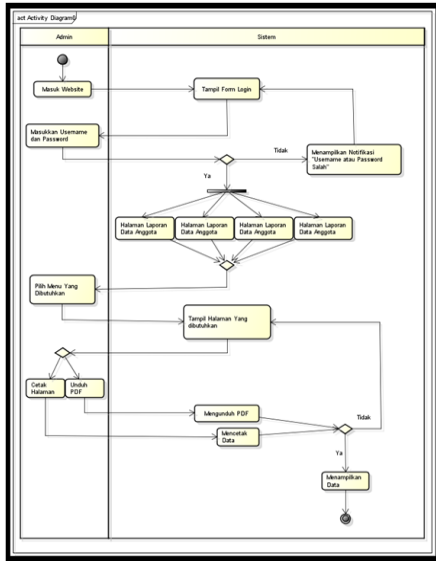 act Activity Diagram6
Admin
Sistem
Masuk Website
Tampil Form Login
Masukkan Username
dan Password
Tidak
Menampilkan Notifikasi
"Username atau Password
Salah"
Ya
Halaman Laporan
Data Anggota
Halaman Laporan
Data Anggota
Halaman Laporan
Data Anggota
Halaman Laporan
Data Anggota
Pilih Menu Yang
Dibutuhkan
Tampil Halaman Yang
dibutuhkan
Cetak
Halaman
Unduh
PDF
Mengunduh PDF
Tidak
Mencetak
Data
Ya
Menampilkan
Data